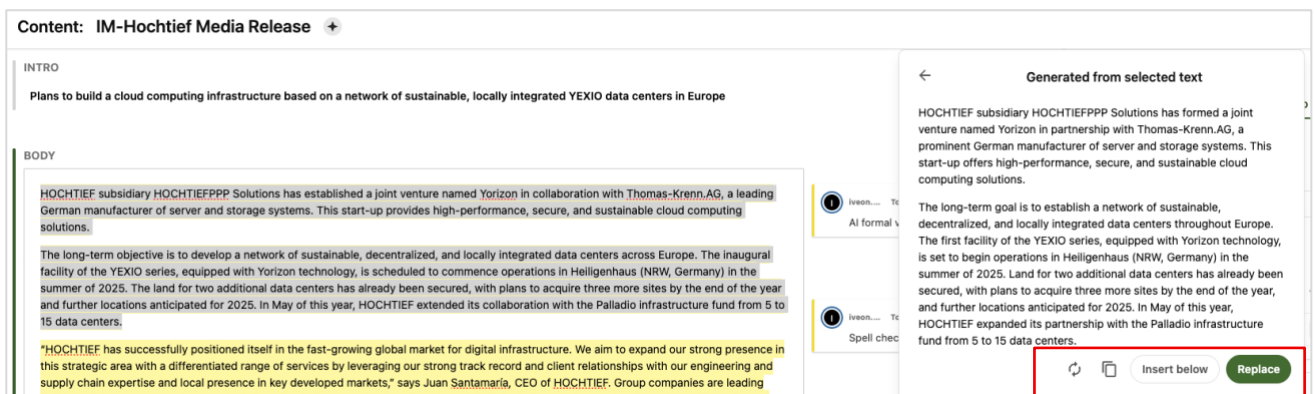 Content: IM-Hochtief Media Release
INTRO
Plans to build a cloud computing infrastructure based on a network of sustainable, locally integrated YEXIO data centers in Europe
BODY
HOCHTIEF subsidiary HOCHTIEFPPP Solutions has established a joint venture named Yorizon in collaboration with Thomas-Krenn.AG, a leading
German manufacturer of server and storage systems. This start-up provides high-performance, secure, and sustainable cloud computing
solutions.
The long-term objective is to develop a network of sustainable, decentralized, and locally integrated data centers across Europe. The inaugural
facility of the YEXIO series, equipped with Yorizon technology, is scheduled to commence operations in Heiligenhaus (NRW, Germany) in the
summer of 2025. The land for two additional data centers has already been secured, with plans to acquire three more sites by the end of the year
and further locations anticipated for 2025. In May of this year, HOCHTIEF extended its collaboration with the Palladio infrastructure fund from 5 to
15 data centers.
"HOCHTIEF has successfully positioned itself in the fast-growing global market for digital infrastructure. We aim to expand our strong presence in
this strategic area with a differentiated range of services by leveraging our strong track record and client relationships with our engineering and
supply chain expertise and local presence in key developed markets," says Juan Santamaría, CEO of HOCHTIEF. Group companies are leading
I iveon.... To
AI formal v
I iveon.... To
Spell chec
Generated from selected text
HOCHTIEF subsidiary HOCHTIEFPPP Solutions has formed a joint
venture named Yorizon in partnership with Thomas-Krenn.AG, a
prominent German manufacturer of server and storage systems. This
start-up offers high-performance, secure, and sustainable cloud
computing solutions.
The long-term goal is to establish a network of sustainable,
decentralized, and locally integrated data centers throughout Europe.
The first facility of the YEXIO series, equipped with Yorizon technology,
is set to begin operations in Heiligenhaus (NRW, Germany) in the
summer of 2025. Land for two additional data centers has already been
secured, with plans to acquire three more sites by the end of the year,
and further locations anticipated for 2025. In May of this year,
HOCHTIEF expanded its partnership with the Palladio infrastructure
fund from 5 to 15 data centers.
Insert below
Replace